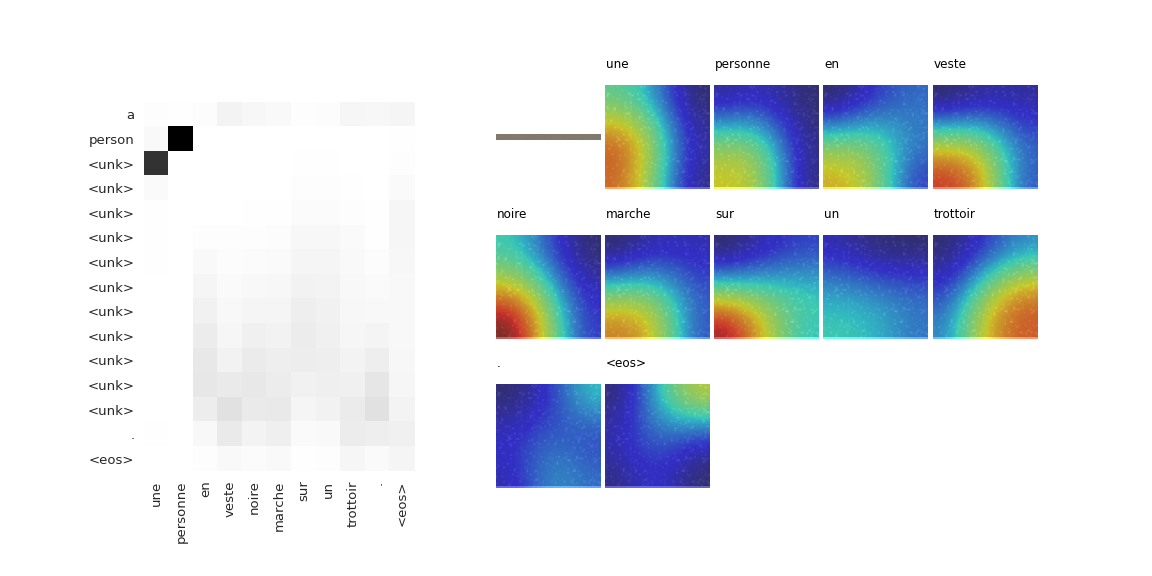 a
person
<unk>
<unk>
<unk>
<unk>
<unk>
<unk>
<unk>
<unk>
<unk>
<unk>
<unk>
.
<eos>
une
personne
en
veste
noire
marche
sur
un
trottoir
.
<eos>
une personne en veste
noire marche sur un trottoir
. <eos>